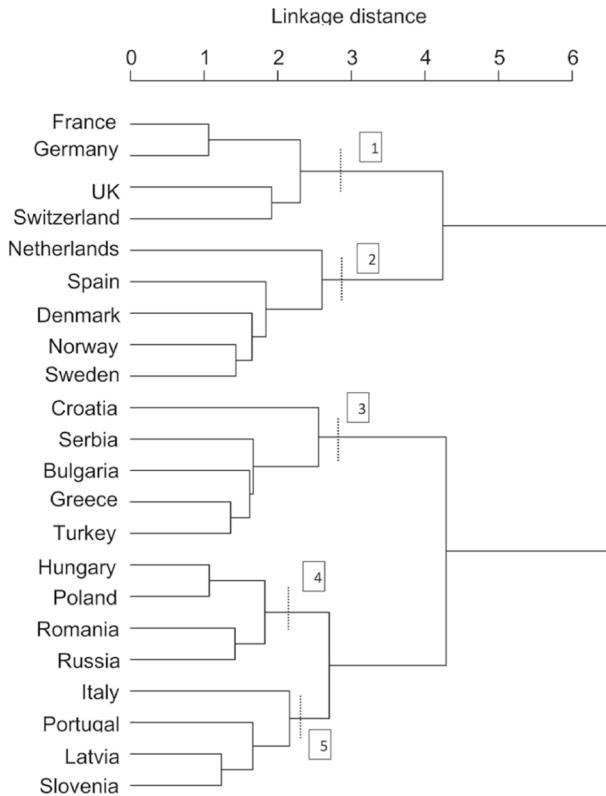 Linkage distance
0 1 2 3 4 5 6
France
1
Germany
UK
Switzerland
Netherlands
2
Spain
Denmark
Norway
Sweden
Croatia
3
Serbia
Bulgaria
Greece
Turkey
Hungary
4
Poland
Romania
Russia
Italy
Portugal
5
Latvia
Slovenia